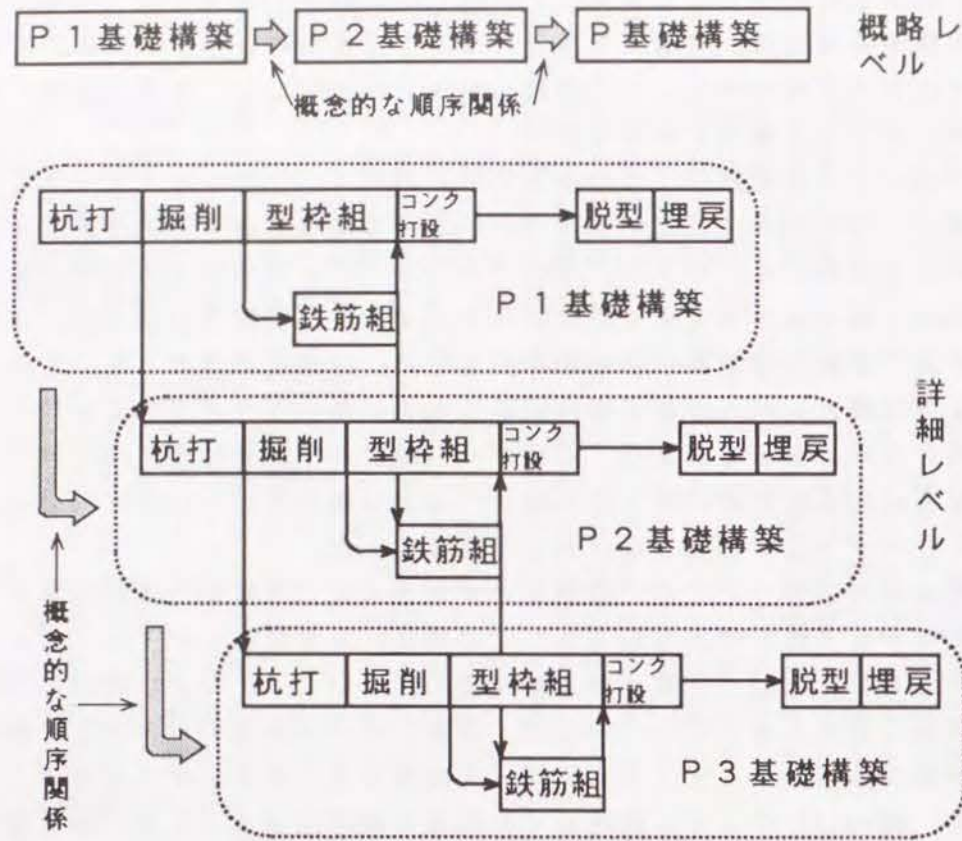 P1基礎構築 P2基礎構築 P基礎構築
概略レ
ベル
概念的な順序関係
杭打 掘削 型枠組 コンク
打設 脱型 埋戻
鉄筋組
P1基礎構築
杭打 掘削 型枠組 コンク
打設 脱型 埋戻
鉄筋組
P2基礎構築
詳細レベル
概念的な順序関係
杭打 掘削 型枠組 コンク
打設 脱型 埋戻
鉄筋組
P3基礎構築